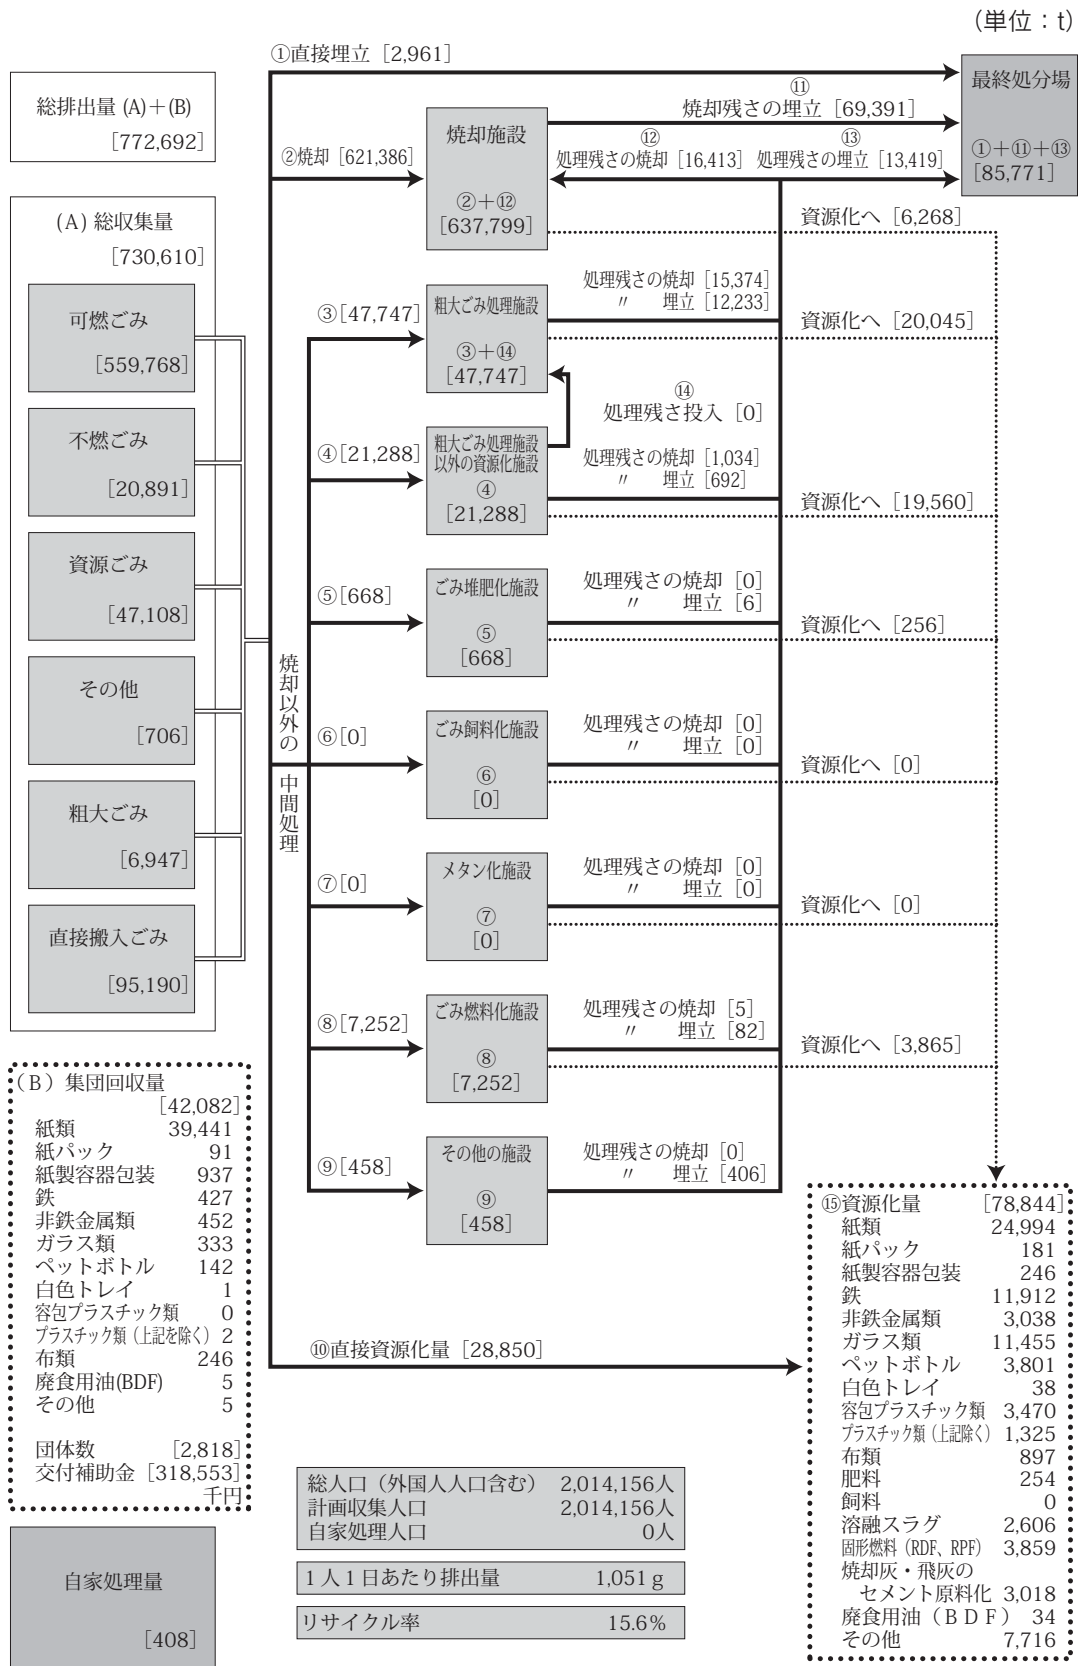 (単位：t)
①直接埋立 [2,961]
総排出量 (A)＋(B)
[772,692]
最終処分場
①＋⑪＋⑬
[85,771]
⑪
焼却残さの埋立 [69,391]
焼却施設
②＋⑫
[637,799]
②焼却 [621,386]
⑫
処理残さの焼却 [16,413]
⑬
処理残さの埋立 [13,419]
資源化へ [6,268]
(A) 総収集量
[730,610]
可燃ごみ
[559,768]
不燃ごみ
[20,891]
資源ごみ
[47,108]
その他
[706]
粗大ごみ
[6,947]
直接搬入ごみ
[95,190]
焼却以外の
中間処理
③[47,747]
粗大ごみ処理施設
③＋⑭
[47,747]
処理残さの焼却 [15,374]
〃 埋立 [12,233]
資源化へ [20,045]
⑭
処理残さ投入 [0]
④[21,288]
粗大ごみ処理施設
以外の資源化施設
④
[21,288]
処理残さの焼却 [1,034]
〃 埋立 [692]
資源化へ [19,560]
⑤[668]
ごみ堆肥化施設
⑤
[668]
処理残さの焼却 [0]
〃 埋立 [6]
資源化へ [256]
⑥[0]
ごみ飼料化施設
⑥
[0]
処理残さの焼却 [0]
〃 埋立 [0]
資源化へ [0]
⑦[0]
メタン化施設
⑦
[0]
処理残さの焼却 [0]
〃 埋立 [0]
資源化へ [0]
⑧[7,252]
ごみ燃料化施設
⑧
[7,252]
処理残さの焼却 [5]
〃 埋立 [82]
資源化へ [3,865]
⑨[458]
その他の施設
⑨
[458]
処理残さの焼却 [0]
〃 埋立 [406]
(B) 集団回収量
[42,082]
紙類 39,441
紙パック 91
紙製容器包装 937
鉄 427
非鉄金属類 452
ガラス類 333
ペットボトル 142
白色トレイ 1
容包プラスチック類 0
プラスチック類 (上記を除く) 2
布類 246
廃食用油(BDF) 5
その他 5
団体数 [2,818]
交付補助金 [318,553]
千円
⑩直接資源化量 [28,850]
⑮資源化量 [78,844]
紙類 24,994
紙パック 181
紙製容器包装 246
鉄 11,912
非鉄金属類 3,038
ガラス類 11,455
ペットボトル 3,801
白色トレイ 38
容包プラスチック類 3,470
プラスチック類 (上記除く) 1,325
布類 897
肥料 254
飼料 0
溶融スラグ 2,606
固形燃料 (RDF、RPF) 3,859
焼却灰・飛灰の
セメント原料化 3,018
廃食用油（ＢＤＦ） 34
その他 7,716
総人口（外国人人口含む） 2,014,156人
計画収集人口 2,014,156人
自家処理人口 0人
1人1日あたり排出量 1,051 g
リサイクル率 15.6%
自家処理量
[408]